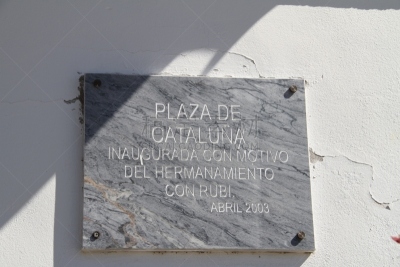 PLAZA DE
CATALUÑA
INAUGURADA CON MOTIVO
DEL HERMANAMIENTO
CON RUBI
ABRIL 2003